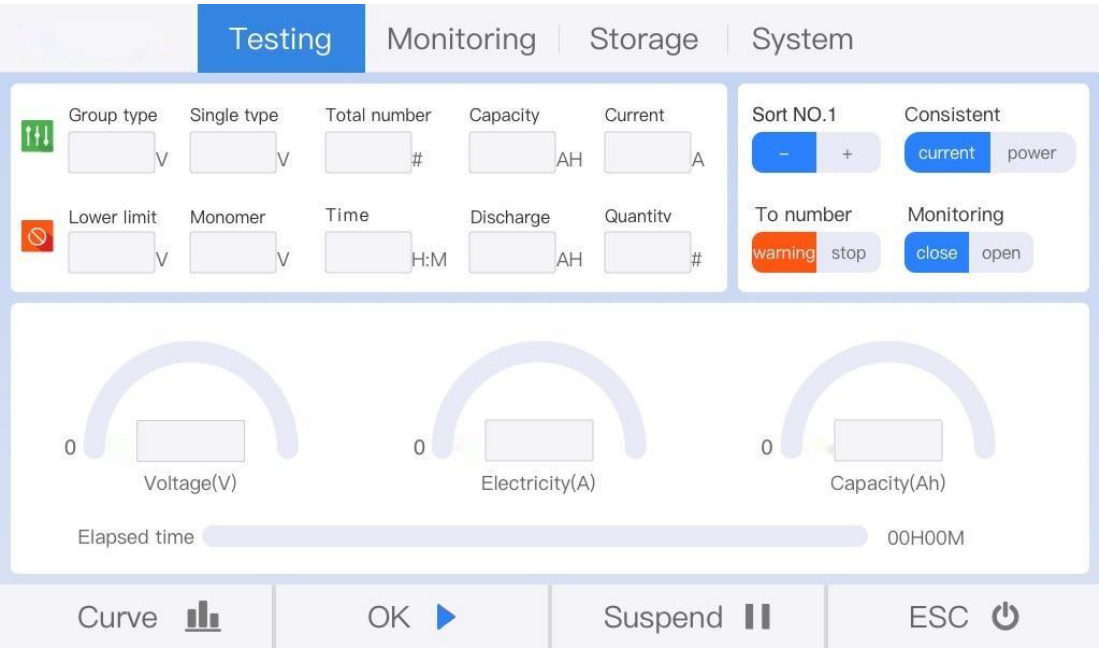 Testing Monitoring Storage System
Group type Single type Total number Capacity Current
V V # AH A
Sort NO.1 Consistent
- + current power
Lower limit Monomer Time Discharge Quantity
V V H:M AH #
To number Monitoring
warning stop close open
0 0 0
Voltage(V) Electricity(A) Capacity(Ah)
Elapsed time 00H00M
Curve OK Suspend ESC